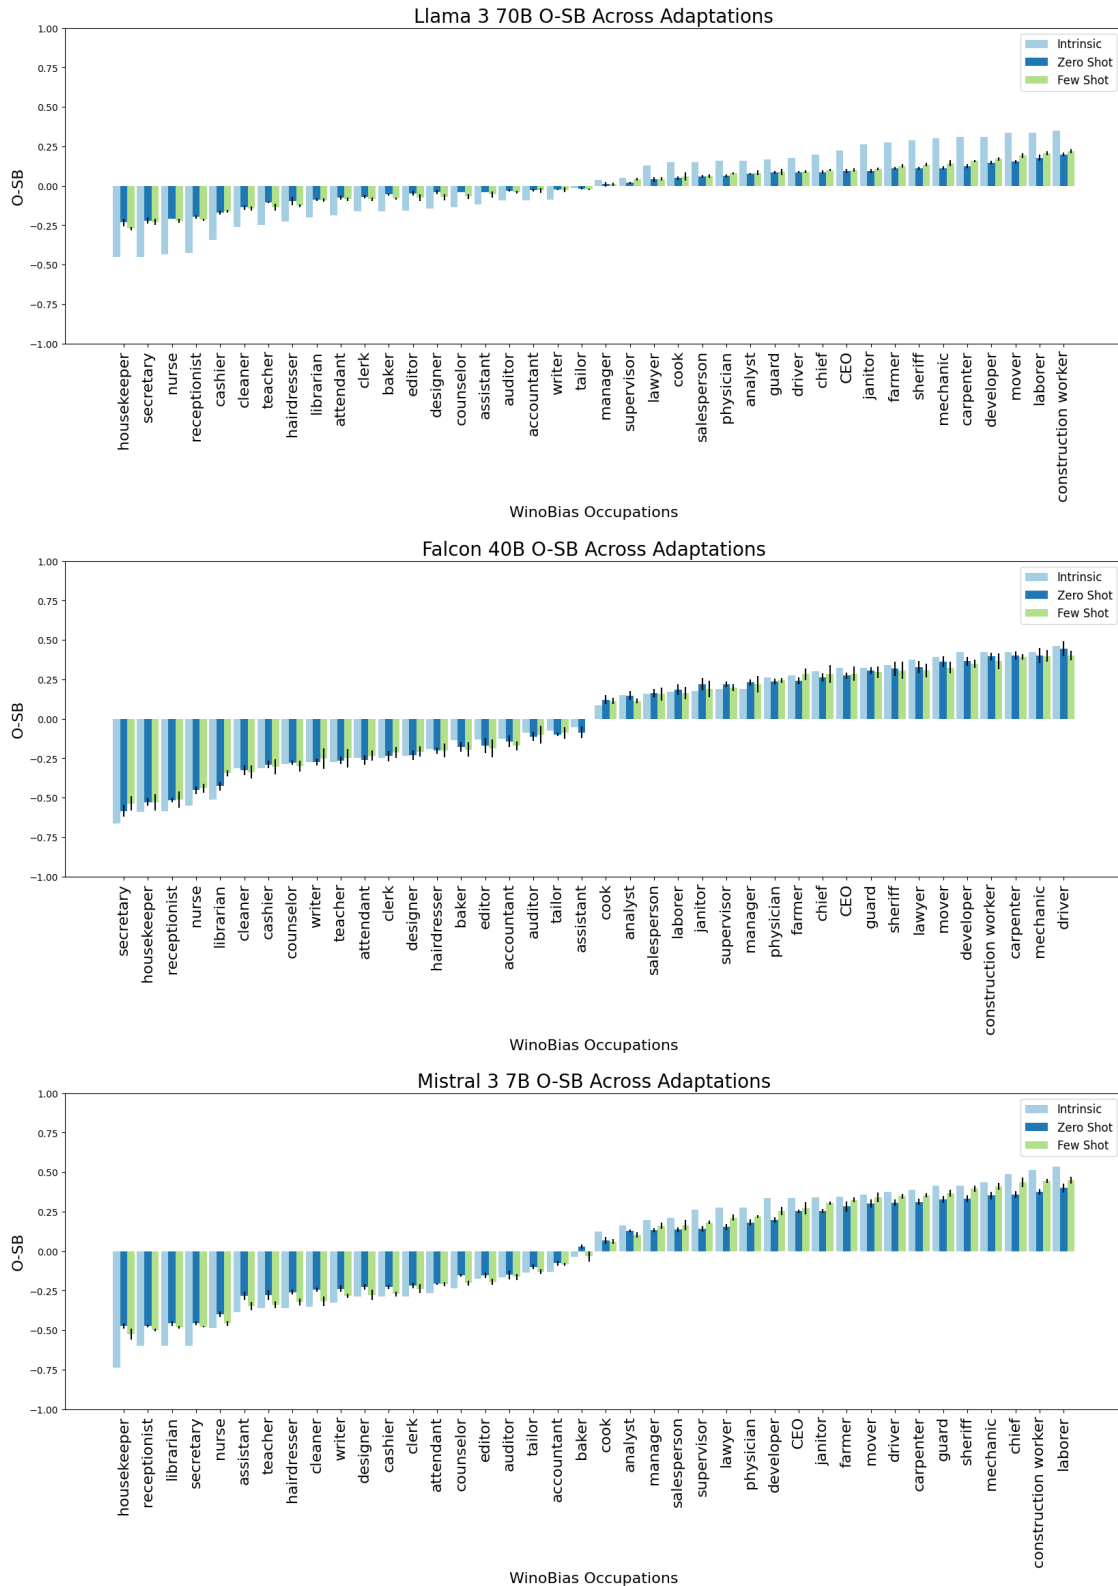 Llama 3 70B O-SB Across Adaptations
1.00
0.75
0.50
0.25
0.00
−0.25
−0.50
−0.75
−1.00
O-SB
Intrinsic
Zero Shot
Few Shot
housekeeper
secretary
nurse
receptionist
cashier
cleaner
teacher
hairdresser
librarian
attendant
clerk
baker
editor
designer
counselor
assistant
auditor
accountant
writer
tailor
manager
supervisor
lawyer
cook
salesperson
physician
analyst
guard
driver
chief
CEO
janitor
farmer
sheriff
mechanic
carpenter
developer
mover
laborer
construction worker
WinoBias Occupations
Falcon 40B O-SB Across Adaptations
1.00
0.75
0.50
0.25
0.00
−0.25
−0.50
−0.75
−1.00
O-SB
Intrinsic
Zero Shot
Few Shot
secretary
housekeeper
receptionist
nurse
librarian
cleaner
cashier
counselor
writer
teacher
attendant
clerk
designer
hairdresser
baker
editor
accountant
auditor
tailor
assistant
cook
analyst
salesperson
laborer
janitor
supervisor
manager
physician
farmer
chief
CEO
guard
sheriff
lawyer
mover
developer
construction worker
carpenter
mechanic
driver
WinoBias Occupations
Mistral 3 7B O-SB Across Adaptations
1.00
0.75
0.50
0.25
0.00
−0.25
−0.50
−0.75
−1.00
O-SB
Intrinsic
Zero Shot
Few Shot
housekeeper
receptionist
librarian
secretary
nurse
assistant
teacher
hairdresser
cleaner
writer
designer
cashier
clerk
attendant
counselor
editor
auditor
tailor
accountant
baker
cook
analyst
manager
salesperson
supervisor
lawyer
physician
developer
CEO
janitor
farmer
mover
driver
carpenter
guard
sheriff
mechanic
chief
construction worker
laborer
WinoBias Occupations